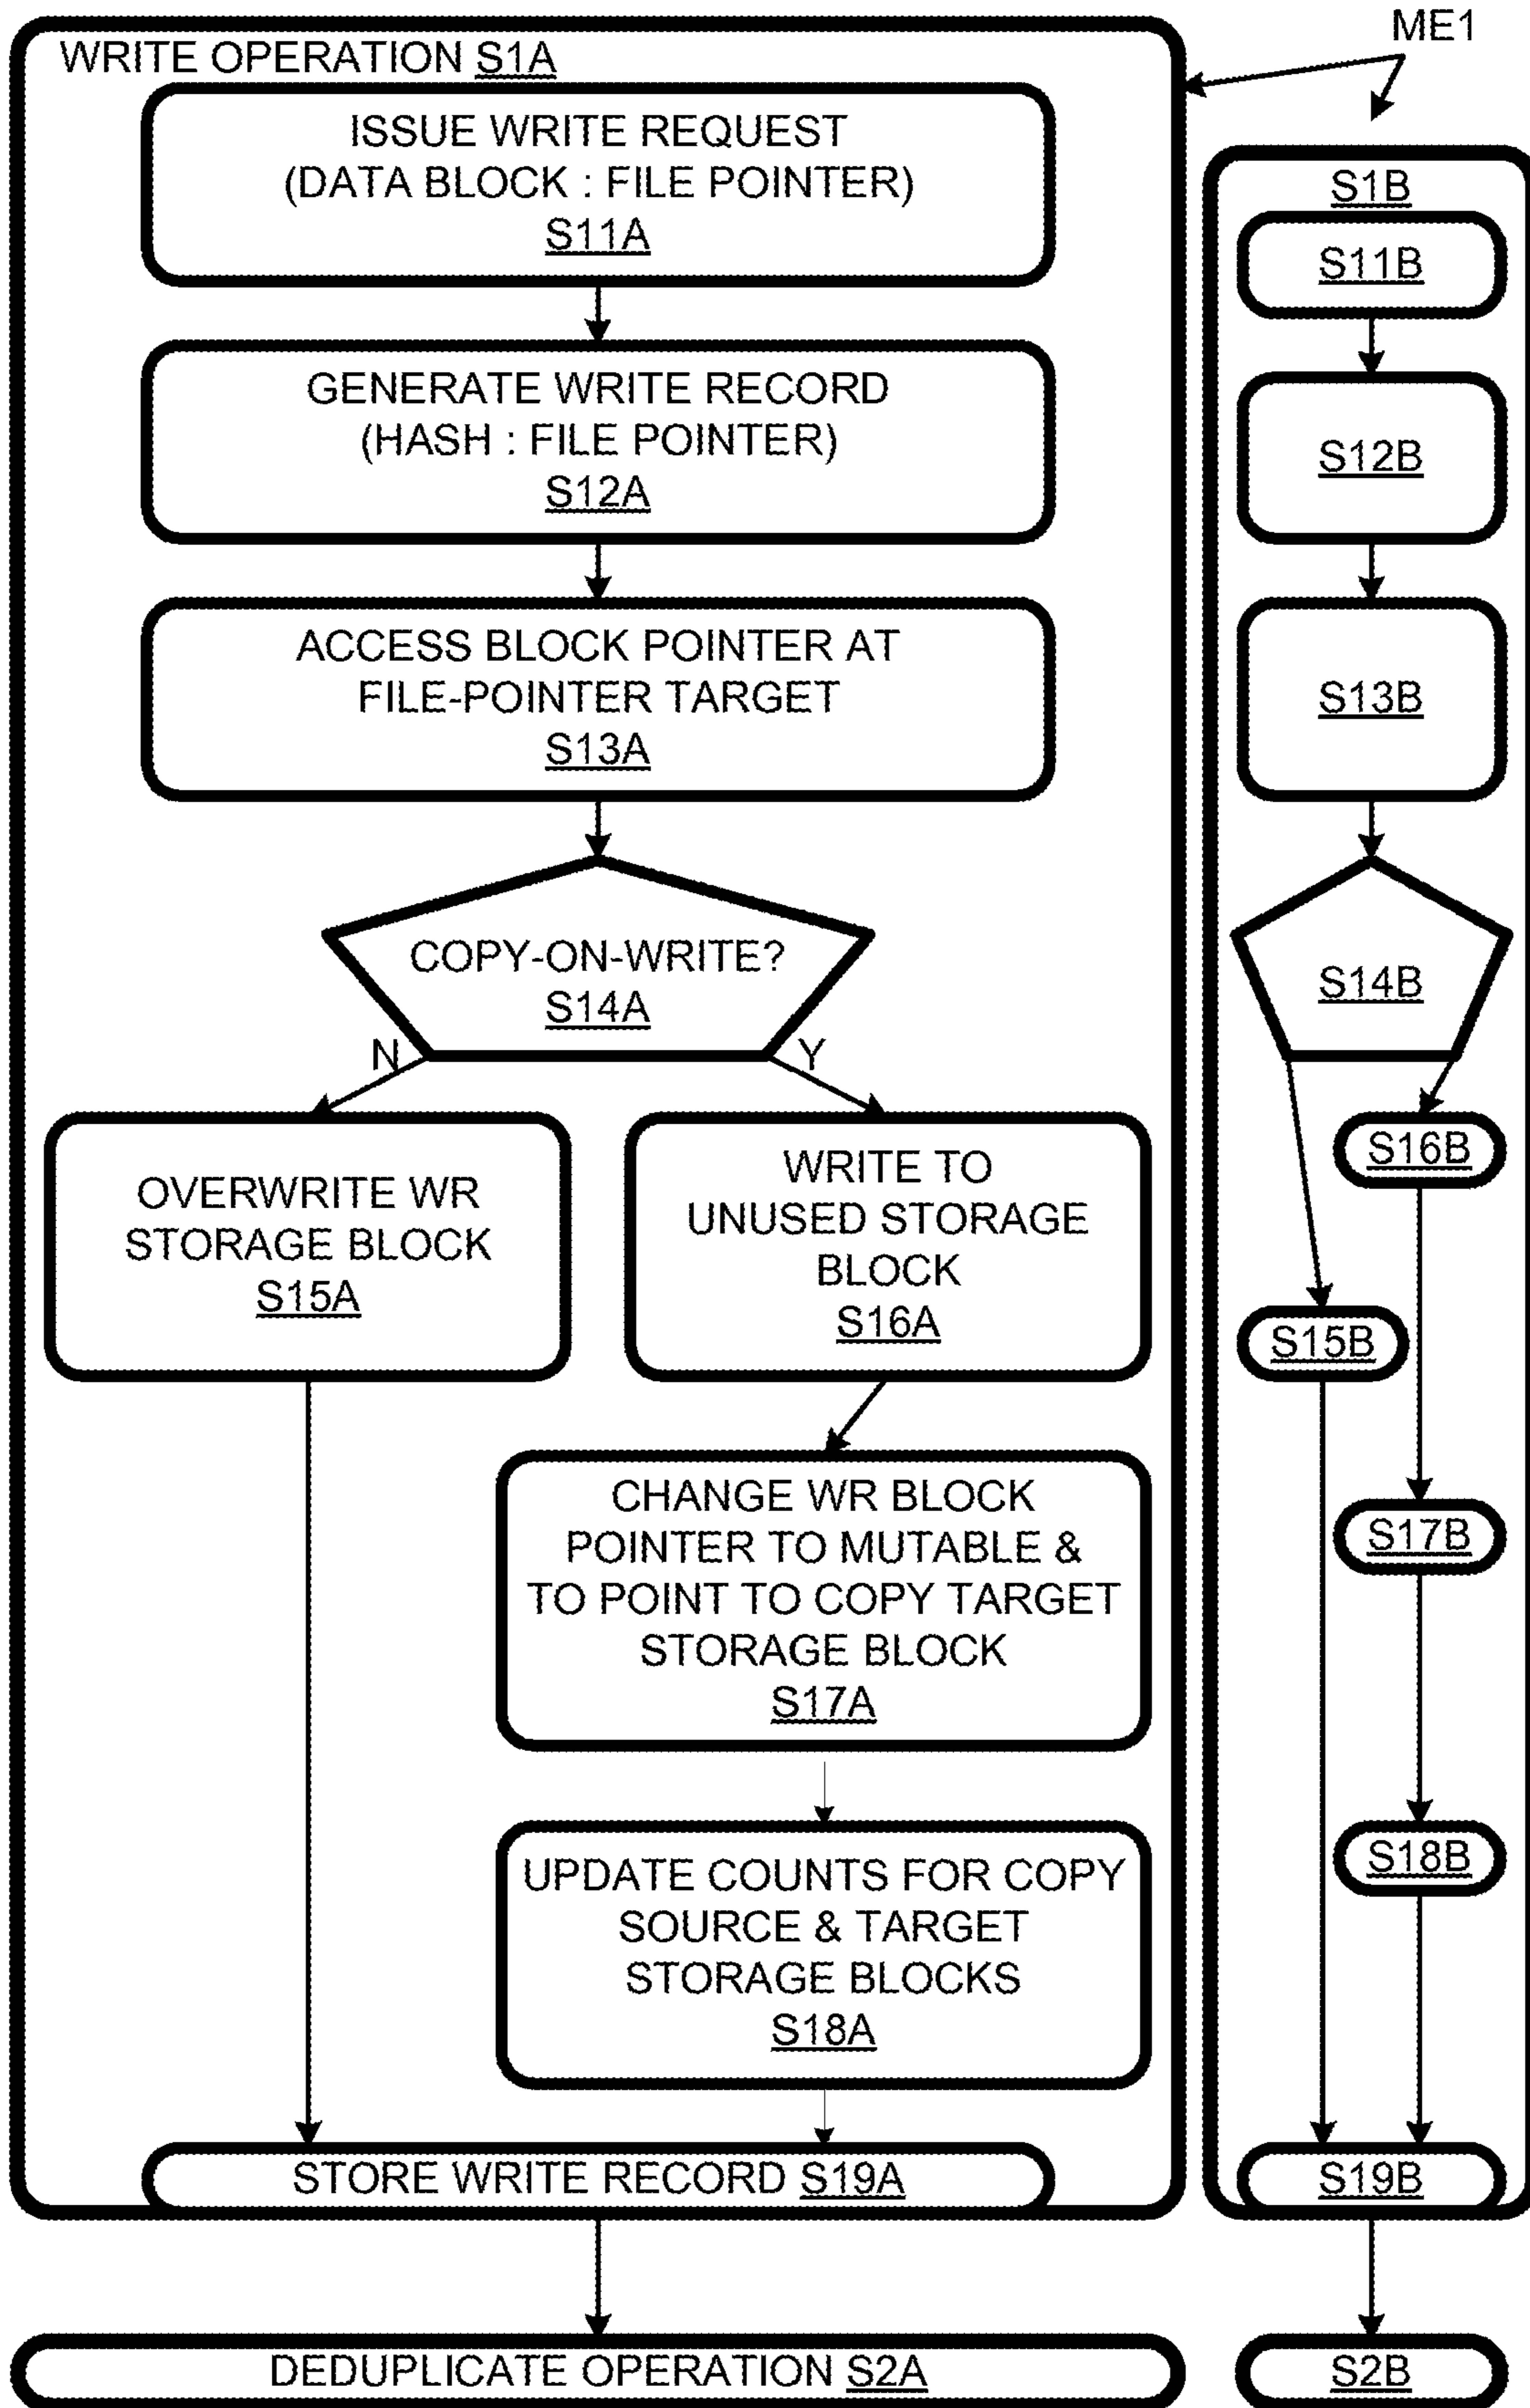 ME1
WRITE OPERATION S1A
ISSUE WRITE REQUEST
(DATA BLOCK : FILE POINTER)
S11A
GENERATE WRITE RECORD
(HASH : FILE POINTER)
S12A
ACCESS BLOCK POINTER AT
FILE-POINTER TARGET
S13A
COPY-ON-WRITE?
S14A
N
Y
OVERWRITE WR
STORAGE BLOCK
S15A
WRITE TO
UNUSED STORAGE
BLOCK
S16A
CHANGE WR BLOCK
POINTER TO MUTABLE &
TO POINT TO COPY TARGET
STORAGE BLOCK
S17A
UPDATE COUNTS FOR COPY
SOURCE & TARGET
STORAGE BLOCKS
S18A
STORE WRITE RECORD S19A
DEDUPLICATE OPERATION S2A
S1B
S11B
S12B
S13B
S14B
S16B
S15B
S17B
S18B
S19B
S2B